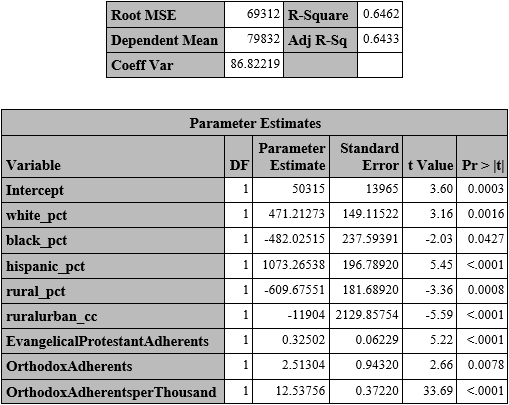 Root MSE 69312 R-Square 0.6462
Dependent Mean 79832 Adj R-Sq 0.6433
Coeff Var 86.82219
Parameter Estimates
Variable DF Parameter Estimate Standard Error t Value Pr > |t|
Intercept 1 50315 13965 3.60 0.0003
white_pct 1 471.21273 149.11522 3.16 0.0016
black_pct 1 -482.02515 237.59391 -2.03 0.0427
hispanic_pct 1 1073.26538 196.78920 5.45 <.0001
rural_pct 1 -609.67551 181.68920 -3.36 0.0008
ruralurban_cc 1 -11904 2129.85754 -5.59 <.0001
EvangelicalProtestantAdherents 1 0.32502 0.06229 5.22 <.0001
OrthodoxAdherents 1 2.51304 0.94320 2.66 0.0078
OrthodoxAdherentsperThousand 1 12.53756 0.37220 33.69 <.0001